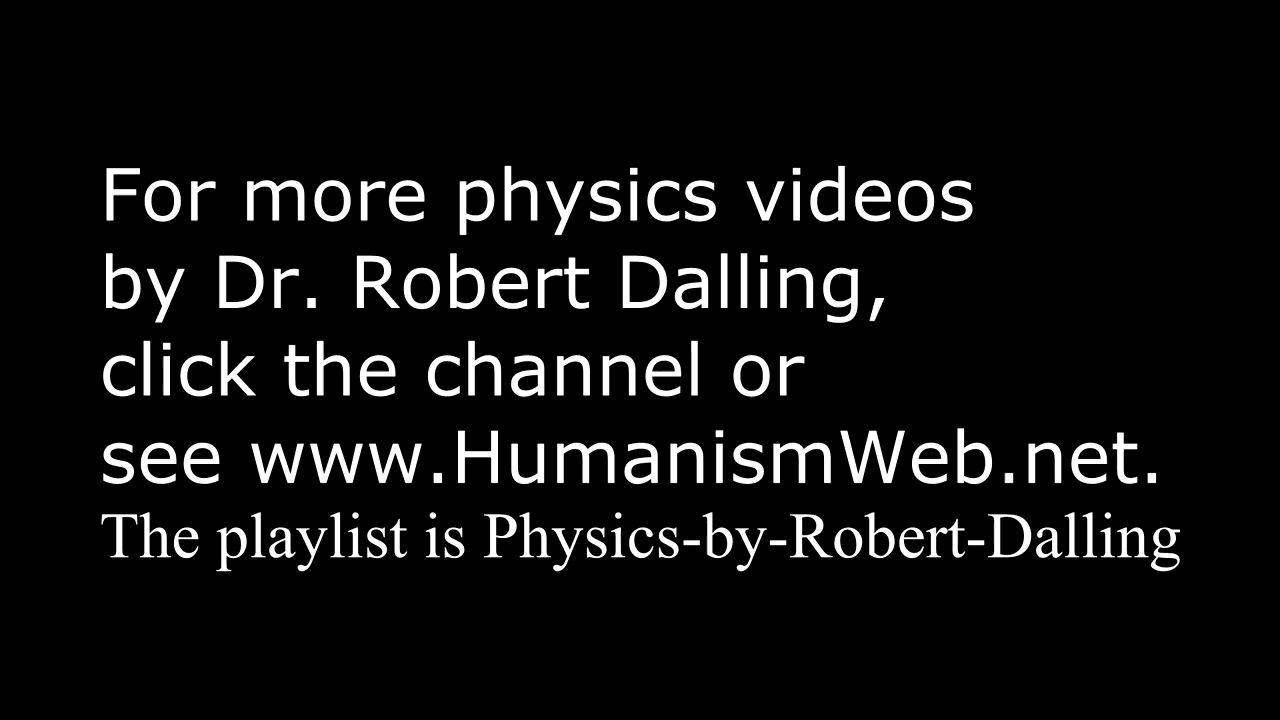 For more physics videos
by Dr. Robert Dalling,
click the channel or
see www.HumanismWeb.net.
The playlist is Physics-by-Robert-Dalling